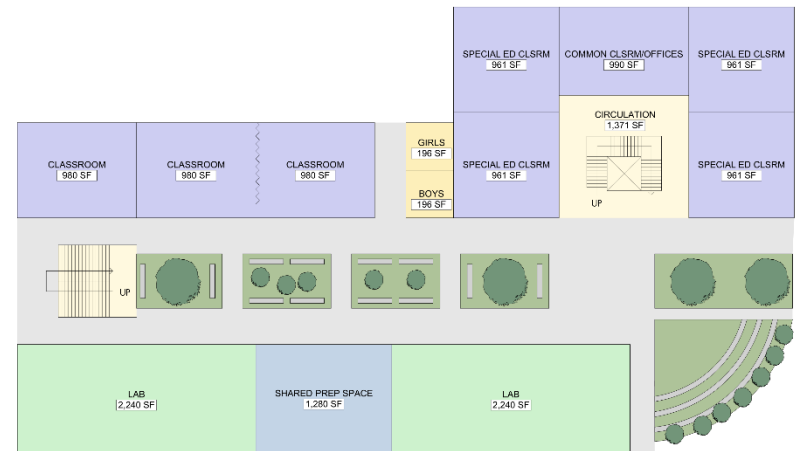 SPECIAL ED CLSRM
961 SF
COMMON CLSRM/OFFICES
990 SF
SPECIAL ED CLSRM
961 SF
CIRCULATION
1,371 SF
GIRLS
196 SF
CLASSROOM
980 SF
CLASSROOM
980 SF
CLASSROOM
980 SF
SPECIAL ED CLSRM
961 SF
SPECIAL ED CLSRM
961 SF
BOYS
196 SF
UP
UP
LAB
2,240 SF
SHARED PREP SPACE
1,280 SF
LAB
2,240 SF